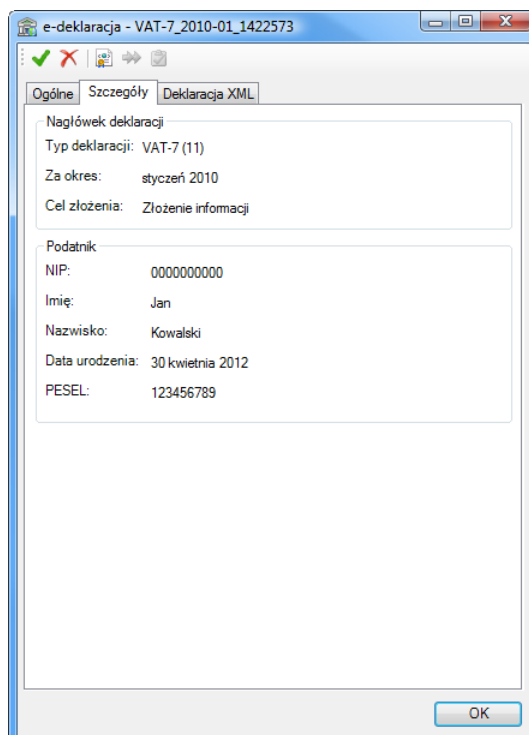 e-deklaracja - VAT-7_2010-01_1422573
Ogólne Szczegóły Deklaracja XML
Nagłówek deklaracji
Typ deklaracji: VAT-7 (11)
Za okres: styczeń 2010
Cel złożenia: Złożenie informacji
Podatnik
NIP: 0000000000
Imię: Jan
Nazwisko: Kowalski
Data urodzenia: 30 kwietnia 2012
PESEL: 123456789
OK